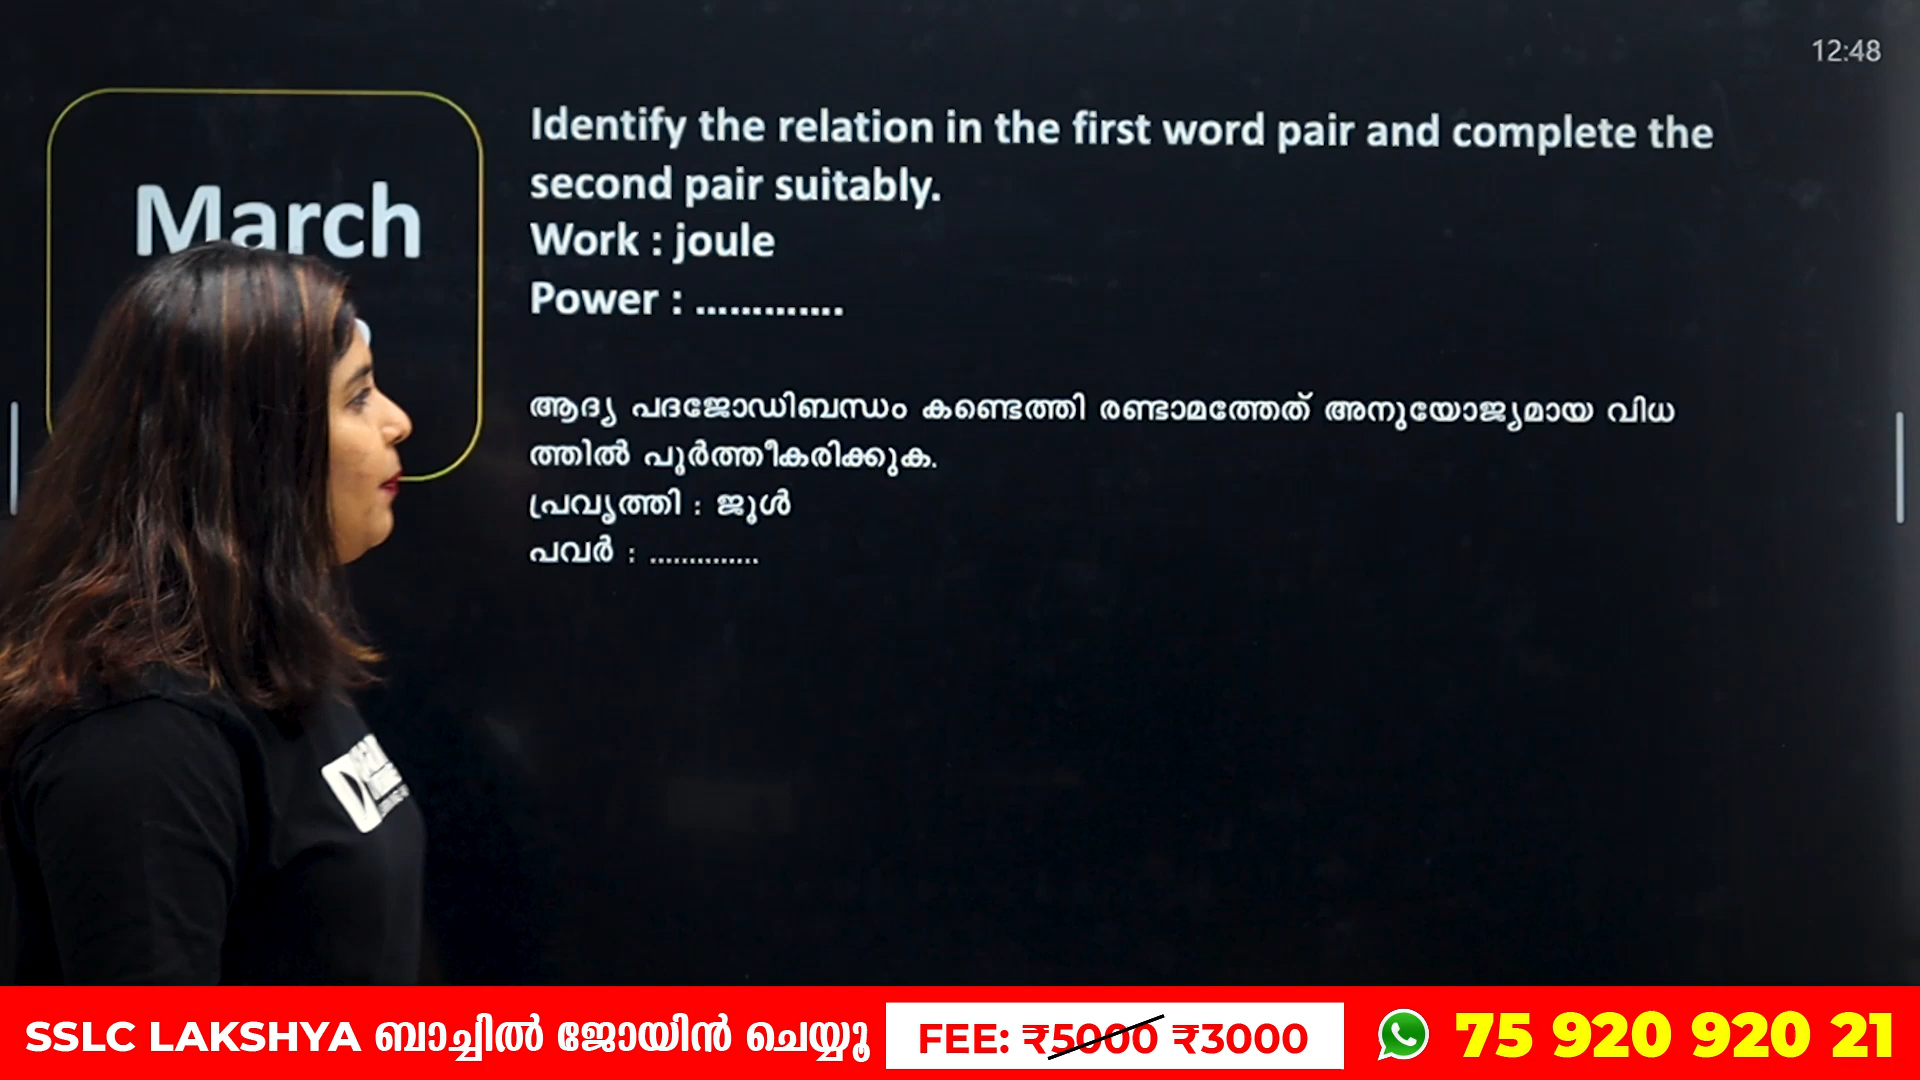 12:48
March
Identify the relation in the first word pair and complete the
second pair suitably.
Work : joule
Power : .............
ആദ്യ പദജോഡിബന്ധം കണ്ടെത്തി രണ്ടാമത്തേത് അനുയോജ്യമായ വിധ
ത്തിൽ പൂർത്തീകരിക്കുക.
പ്രവൃത്തി : ജൂൾ
പവർ : ..............
SSLC LAKSHYA ബാച്ചിൽ ജോയിൻ ചെയ്യൂ
FEE: ₹5000 ₹3000
75 920 920 21